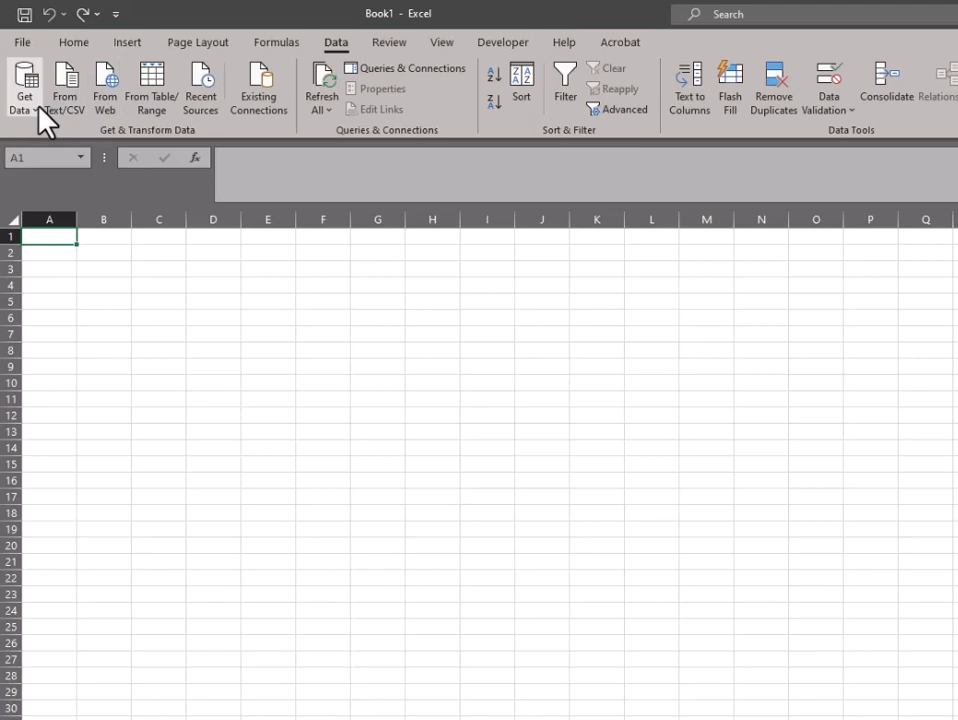 Book1 - Excel
Search
File Home Insert Page Layout Formulas Data Review View Developer Help Acrobat
Get Data
From Text/CSV
From Web
From Table/ Range
Recent Sources
Existing Connections
Get & Transform Data
Refresh All
Queries & Connections
Properties
Edit Links
Queries & Connections
Sort
Filter
Clear
Reapply
Advanced
Sort & Filter
Text to Columns
Flash Fill
Remove Duplicates
Data Validation
Consolidate
Data Tools
A1
fx
A B C D E F G H I J K L M N O P Q
1
2
3
4
5
6
7
8
9
10
11
12
13
14
15
16
17
18
19
20
21
22
23
24
25
26
27
28
29
30